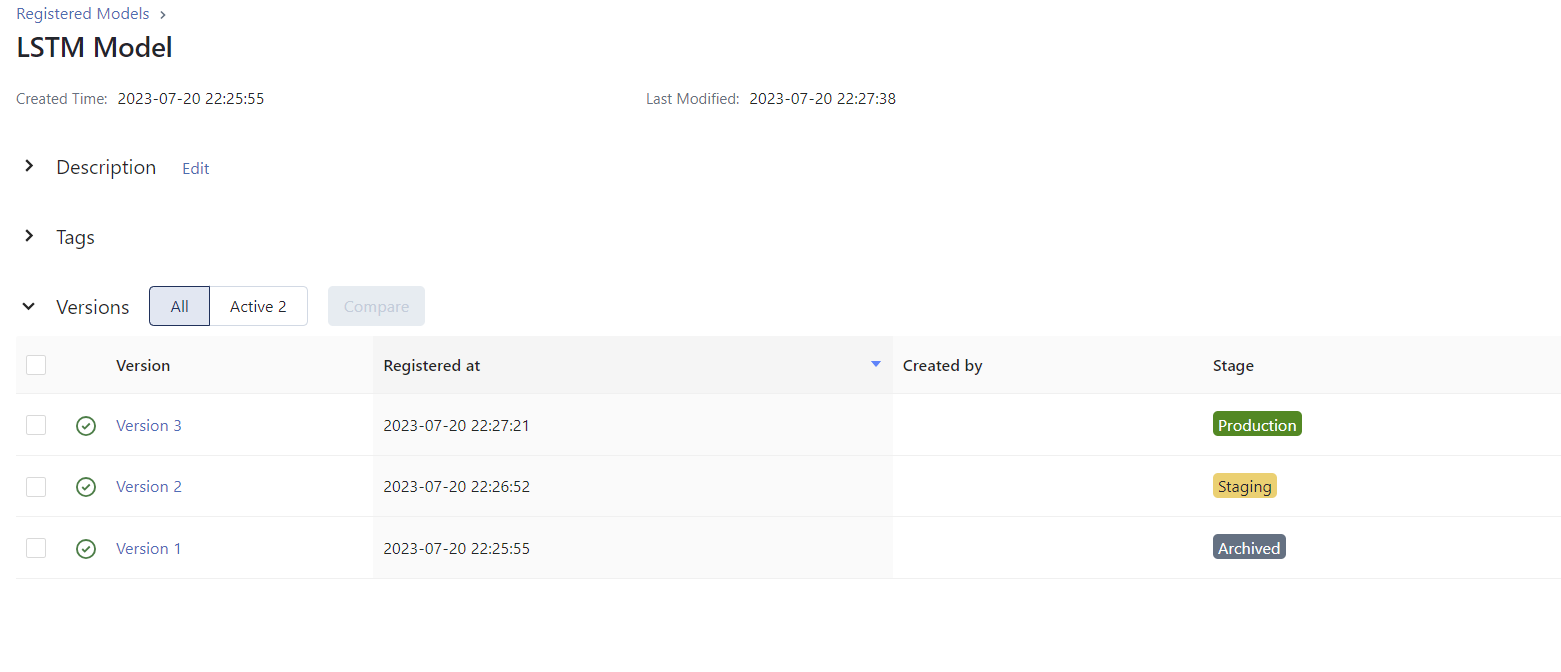 Registered Models
LSTM Model
Created Time: 2023-07-20 22:25:55 Last Modified: 2023-07-20 22:27:38
Description Edit
Tags
Versions All Active 2 Compare
Version Registered at Created by Stage
Version 3 2023-07-20 22:27:21 Production
Version 2 2023-07-20 22:26:52 Staging
Version 1 2023-07-20 22:25:55 Archived